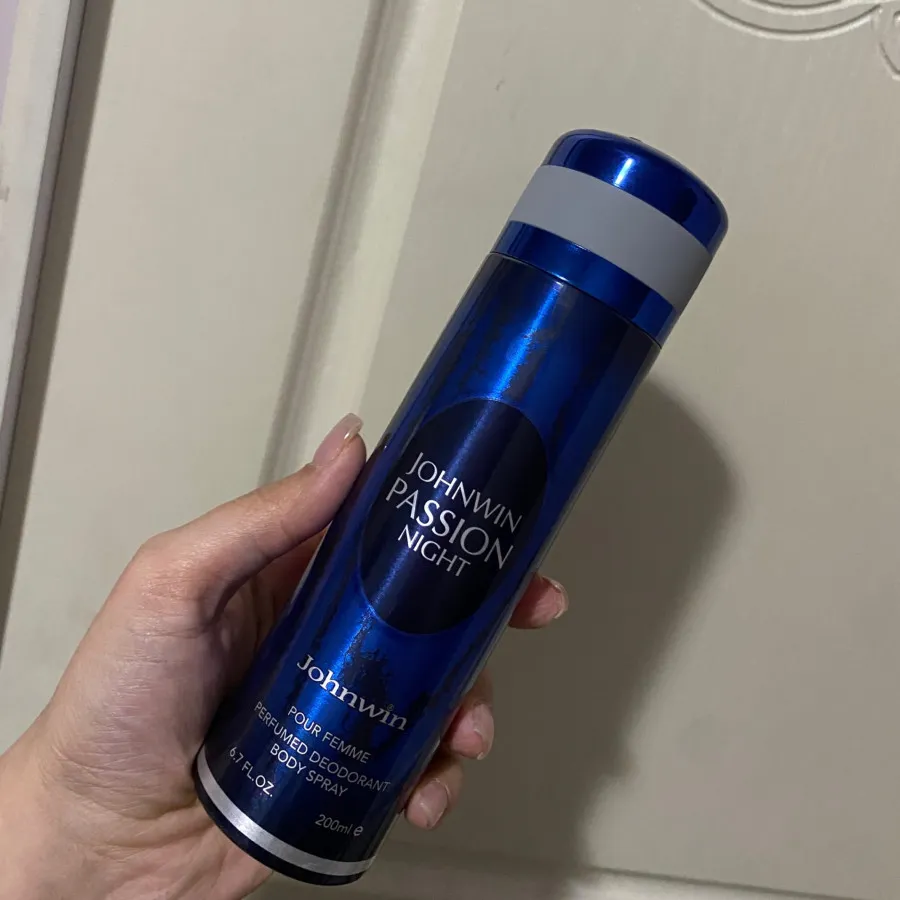 JOHNWIN
PASSION
NIGHT
Johnwin®
POUR FEMME
PERFUMED DEODORANT
BODY SPRAY
6.7 FL.OZ.
200ml ℮